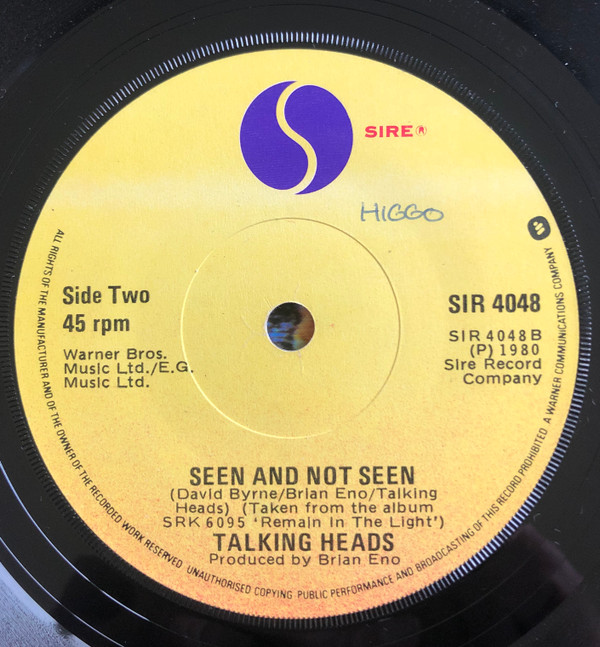 SIRE
HIGGO
Side Two
45 rpm
Warner Bros.
Music Ltd./E.G.
Music Ltd.
SIR 4048
SIR 4048B
(P) 1980
Sire Record
Company
SEEN AND NOT SEEN
(David Byrne/Brian Eno/Talking
Heads) (Taken from the album
SRK 6095 'Remain In The Light')
TALKING HEADS
Produced by Brian Eno
ALL RIGHTS OF THE MANUFACTURER AND OF THE OWNER OF THE RECORDED WORK RESERVED UNAUTHORISED COPYING PUBLIC PERFORMANCE AND BROADCASTING OF THIS RECORD PROHIBITED A WARNER COMMUNICATIONS COMPANY